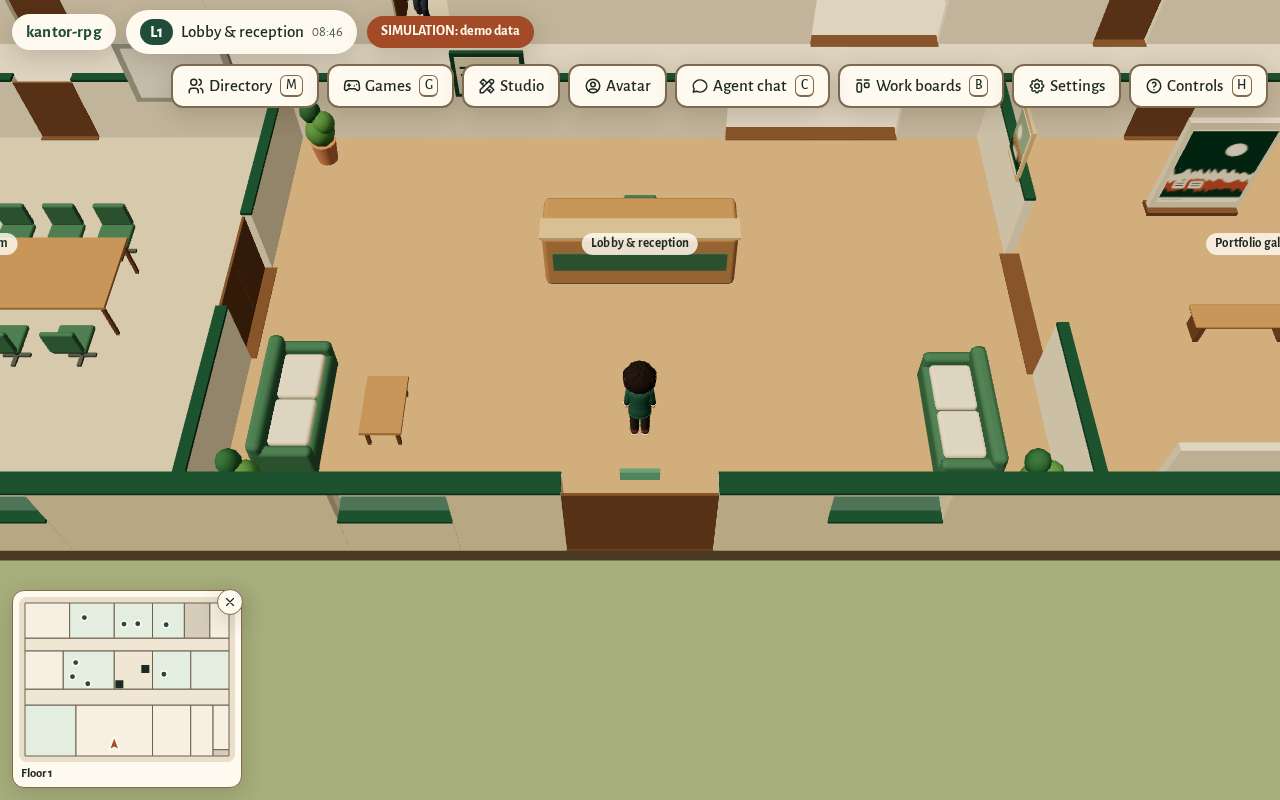 kantor-rpg
L1 Lobby & reception 08:46
SIMULATION: demo data
Directory M
Games G
Studio
Avatar
Agent chat C
Work boards B
Settings
Controls H
Lobby & reception
Floor 1